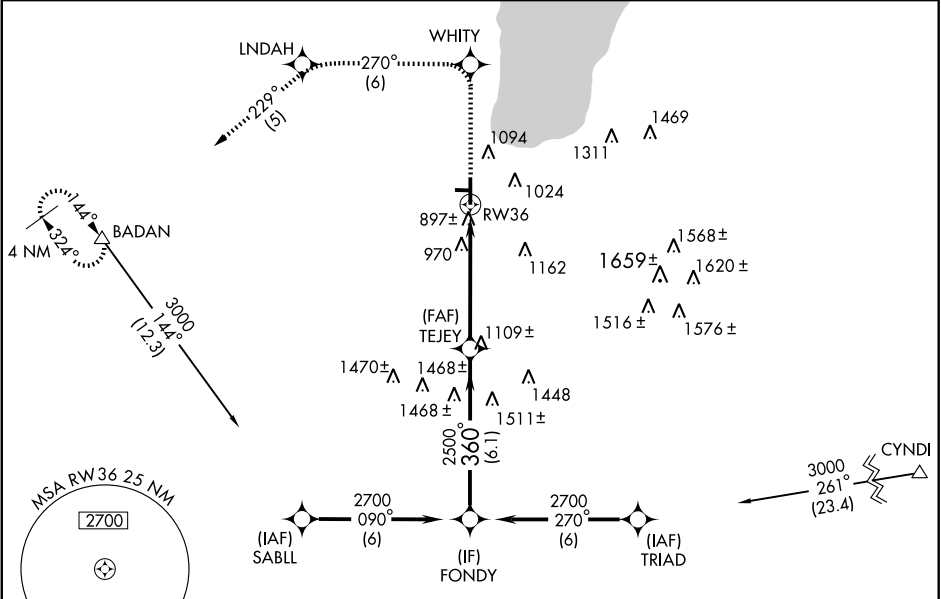 LNDAH
WHITY
270°
(6)
229°
(5)
1094
1311
1469
1024
RW36
897±
970
1162
1568±
1659±
1620 ±
1516 ±
1576 ±
144°
324°
4 NM
BADAN
3000
144°
(12.3)
(FAF)
TEJEY
1109±
1470±
1468±
1468 ±
1448
1511±
2500
360°
(6.1)
CYNDI
3000
261°
(23.4)
MSA RW36 25 NM
2700
2700
090°
(6)
2700
270°
(6)
(IAF)
SABLL
(IF)
FONDY
(IAF)
TRIAD